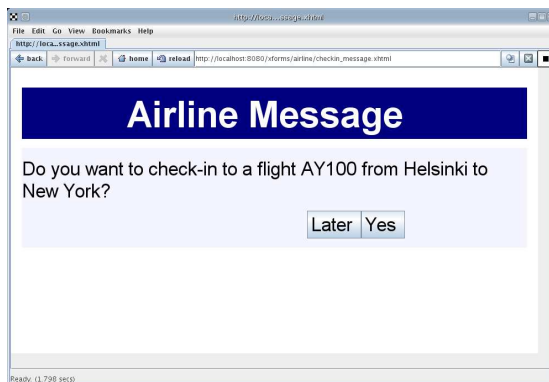 http://loca...ssage.xhtml
File Edit Go View Bookmarks Help
http://loca...ssage.xhtml
back forward home reload http://localhost:8080/xforms/airline/checkin_message.xhtml
Airline Message
Do you want to check-in to a flight AY100 from Helsinki to
New York?
Later Yes
Ready. (1.798 secs)